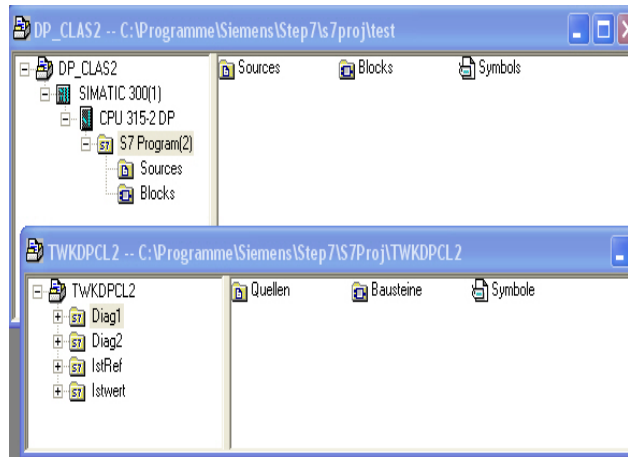 DP_CLAS2 -- C:\Programme\Siemens\Step7\s7proj\test
DP_CLAS2
SIMATIC 300(1)
CPU 315-2 DP
S7 Program(2)
Sources
Blocks
Sources Blocks Symbols
TWKDPCL2 -- C:\Programme\Siemens\Step7\S7Proj\TWKDPCL2
TWKDPCL2
Diag1
Diag2
IstRef
Istwert
Quellen Bausteine Symbole